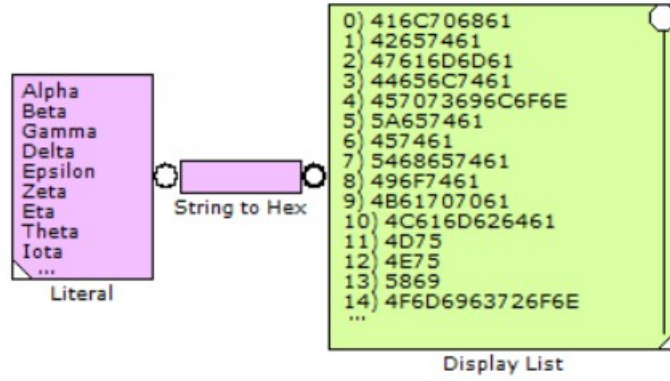 Alpha
Beta
Gamma
Delta
Epsilon
Zeta
Eta
Theta
Iota
...
Literal
String to Hex
0) 416C706861
1) 42657461
2) 47616D6D61
3) 44656C7461
4) 457073696C6F6E
5) 5A657461
6) 457461
7) 5468657461
8) 496F7461
9) 4B61707061
10) 4C616D626461
11) 4D75
12) 4E75
13) 5869
14) 4F6D6963726F6E
...
Display List